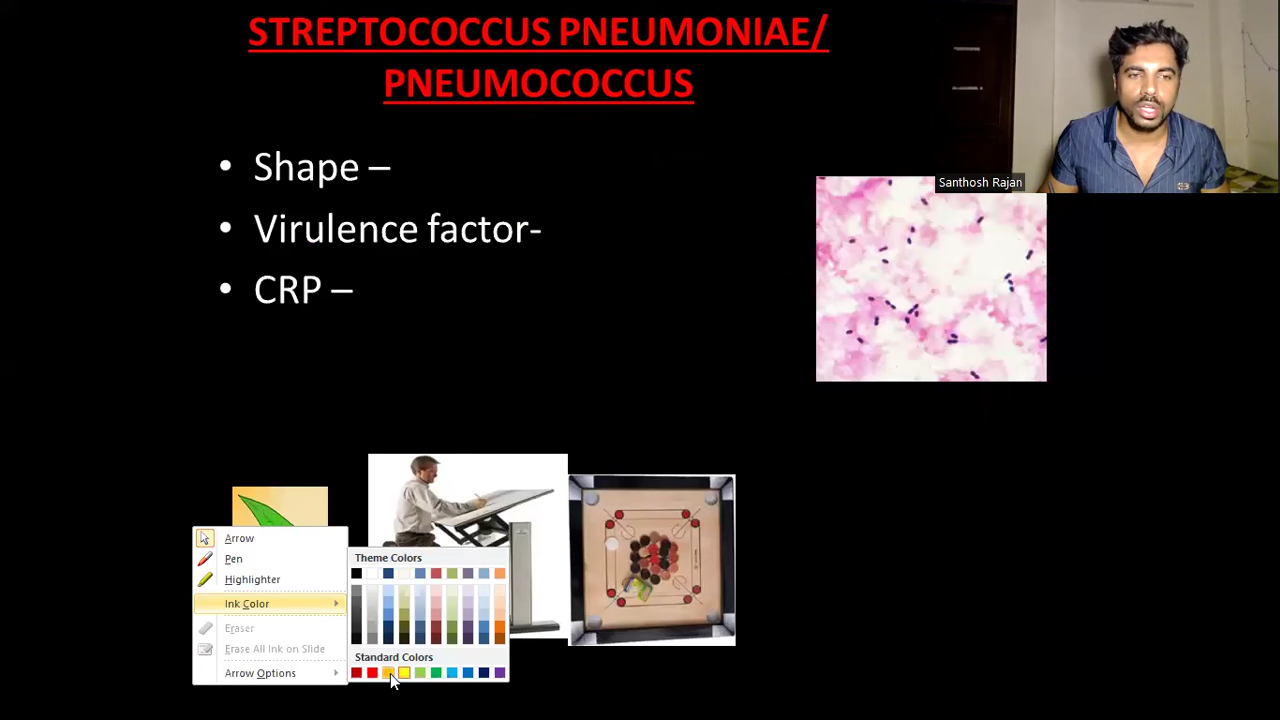 STREPTOCOCCUS PNEUMONIAE/
PNEUMOCOCCUS
• Shape –
• Virulence factor-
• CRP –
Santhosh Rajan
Arrow
Pen
Highlighter
Ink Color
Eraser
Erase All Ink on Slide
Arrow Options
Theme Colors
Standard Colors